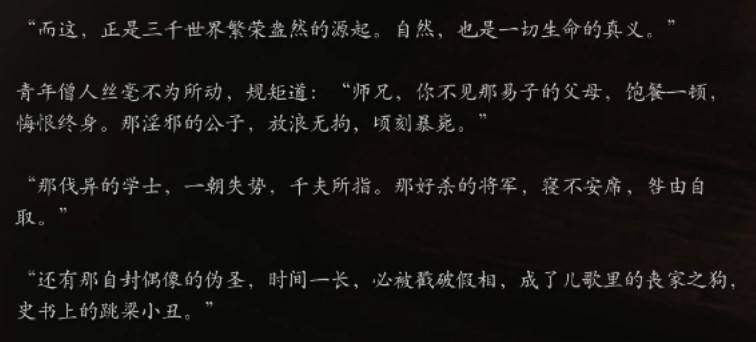 “而这，正是三千世界繁荣盎然的源起。自然，也是一切生命的真义。”
青年僧人丝毫不为所动，规矩道：“师兄，你不见那易子的父母，饱餐一顿，
悔恨终身。那淫邪的公子，放浪无拘，顷刻暴毙。”
“那伐异的学士，一朝失势，千夫所指。那好杀的将军，寝不安席，咎由自
取。”
“还有那自封偶像的伪圣，时间一长，必被戳破假相，成了儿歌里的丧家之狗，
史书上的跳梁小丑。”